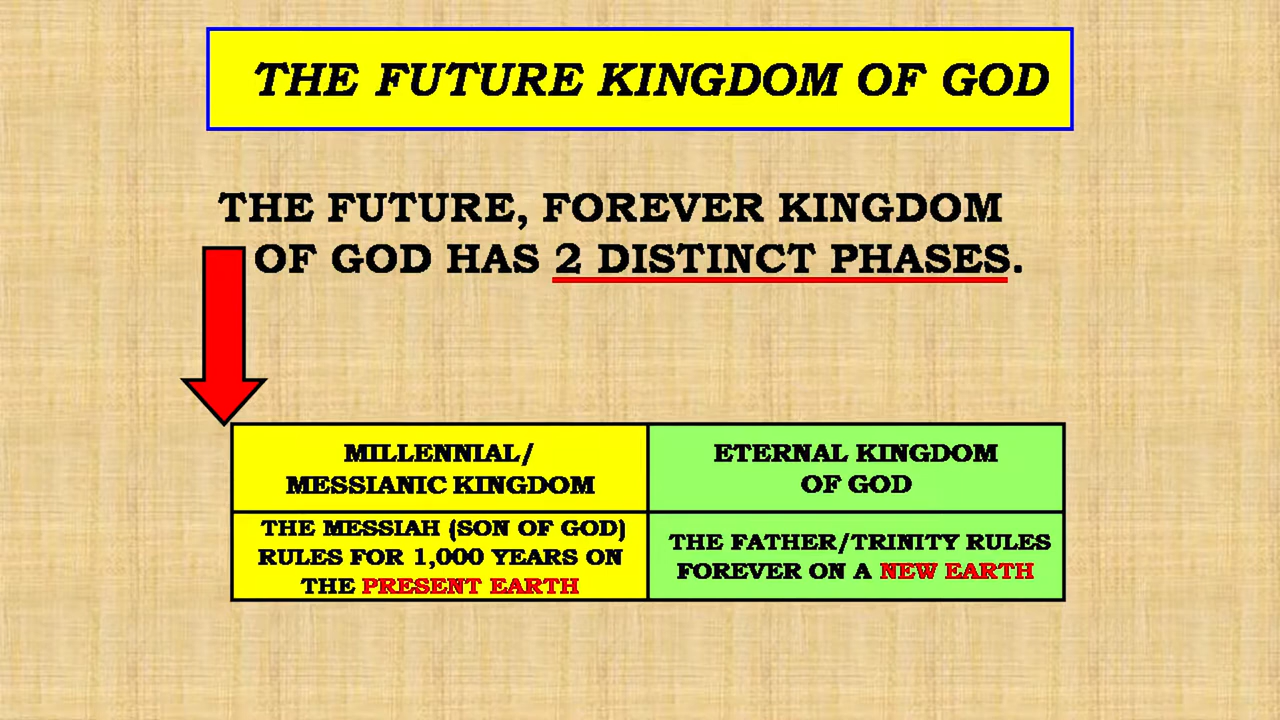 THE FUTURE KINGDOM OF GOD
THE FUTURE, FOREVER KINGDOM
OF GOD HAS 2 DISTINCT PHASES.
MILLENNIAL/
MESSIANIC KINGDOM
ETERNAL KINGDOM
OF GOD
THE MESSIAH (SON OF GOD)
RULES FOR 1,000 YEARS ON
THE PRESENT EARTH
THE FATHER/TRINITY RULES
FOREVER ON A NEW EARTH